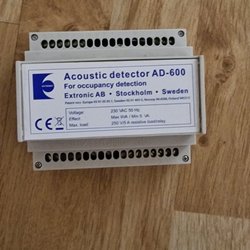 Acoustic detector AD-600
For occupancy detection
Extronic AB • Stockholm • Sweden
Voltage 230 VAC 50 Hz
Effect
Max. load 250 V/5 A resistive load/relay